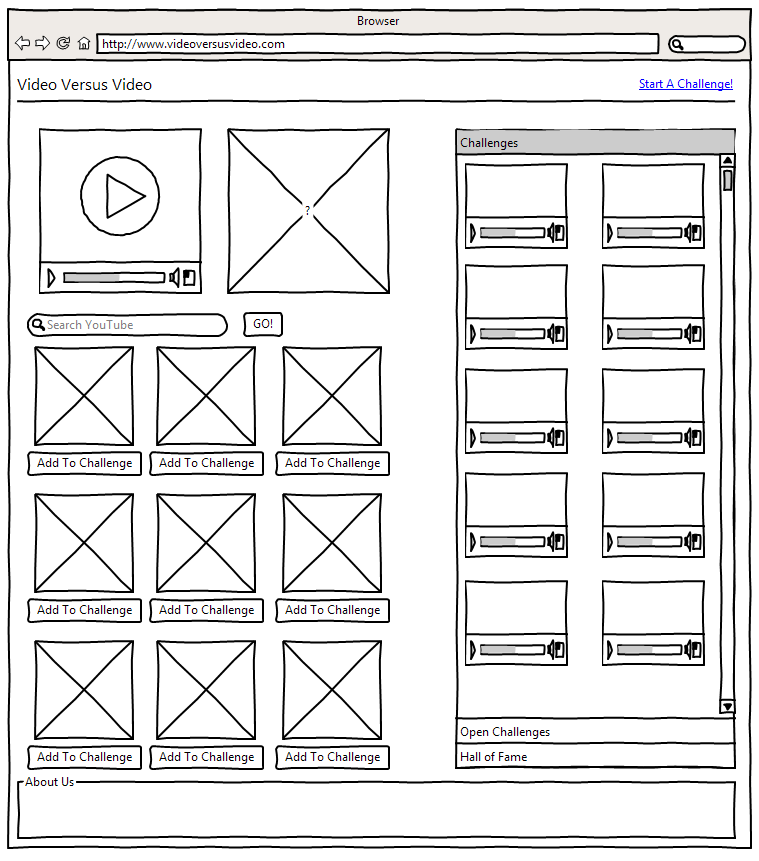 Browser
http://www.videoversusvideo.com
Video Versus Video
Start A Challenge!
?
Search YouTube
GO!
Add To Challenge
Add To Challenge
Add To Challenge
Add To Challenge
Add To Challenge
Add To Challenge
Add To Challenge
Add To Challenge
Add To Challenge
Challenges
Open Challenges
Hall of Fame
About Us